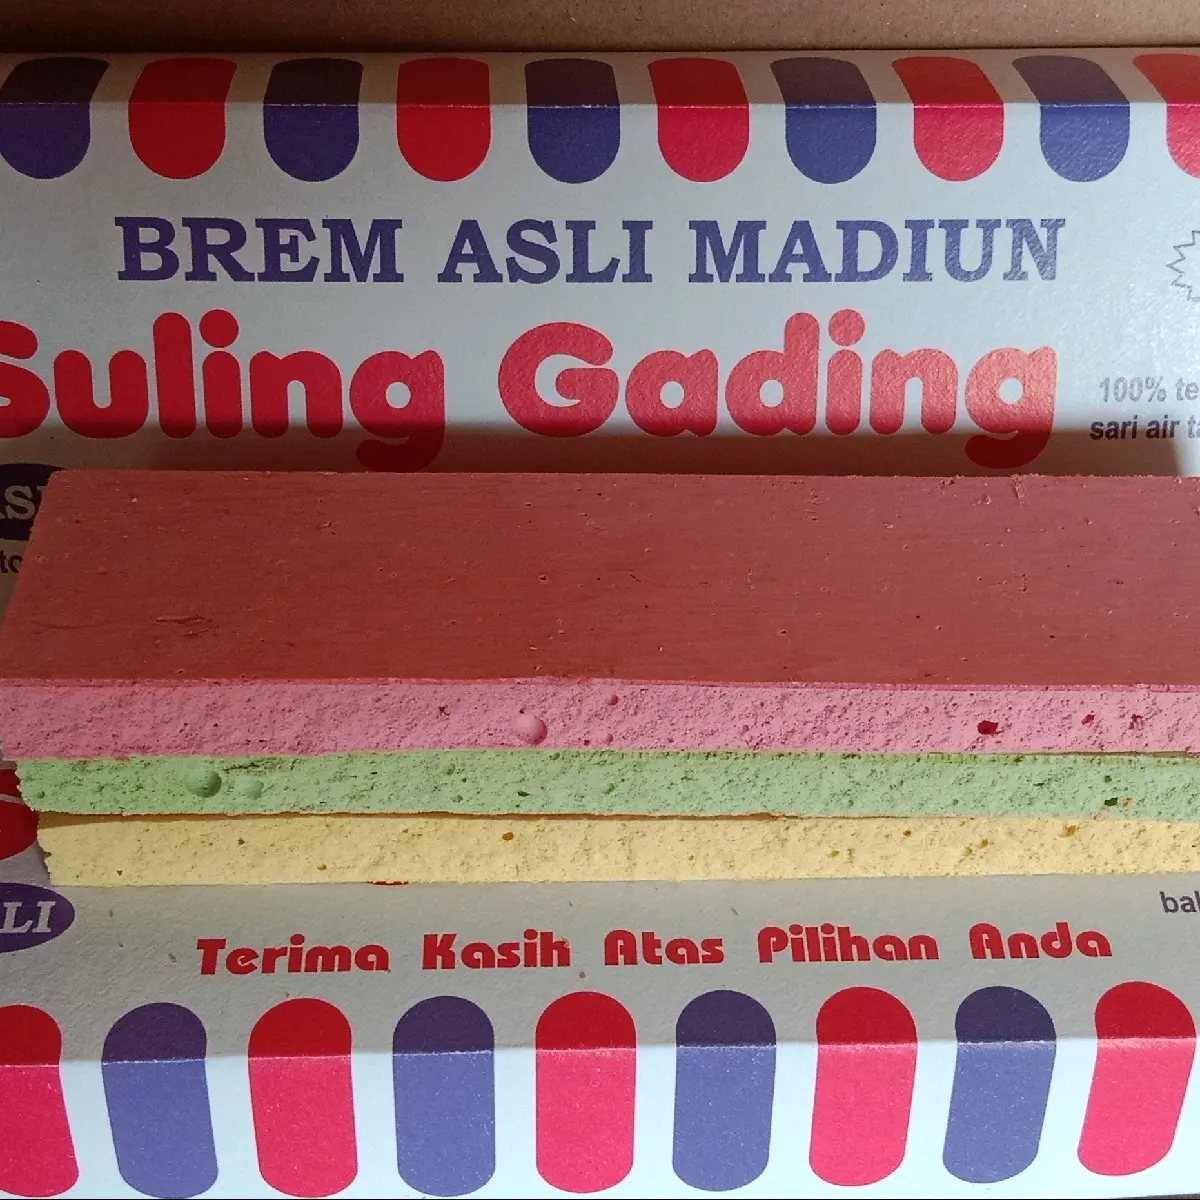 BREM ASLI MADIUN
Suling Gading
100%
sari air
Terima Kasih Atas Pilihan Anda